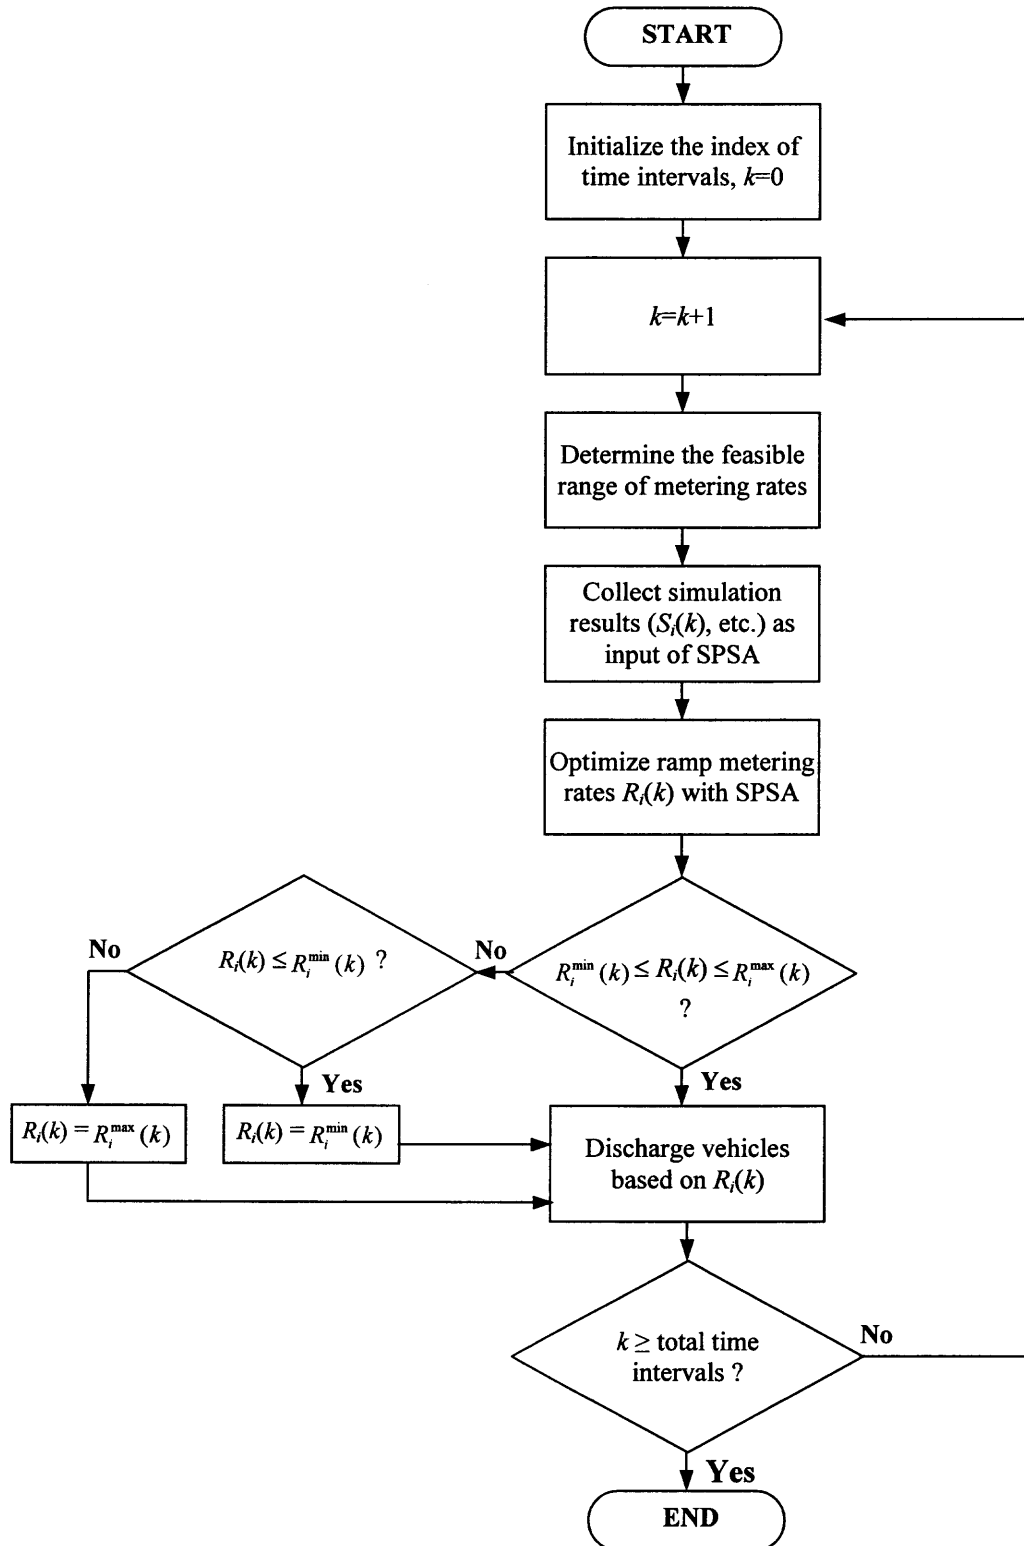 START
Initialize the index of
time intervals, k=0
k=k+1
Determine the feasible
range of metering rates
Collect simulation
results (Sᵢ(k), etc.) as
input of SPSA
Optimize ramp metering
rates Rᵢ(k) with SPSA
No
Rᵢ(k) ≤ Rᵢᵐⁱⁿ (k) ?
No
Rᵢᵐⁱⁿ (k) ≤ Rᵢ(k) ≤ Rᵢᵐᵃˣ (k)
?
Yes
Yes
Rᵢ(k) = Rᵢᵐᵃˣ (k)
Rᵢ(k) = Rᵢᵐⁱⁿ (k)
Discharge vehicles
based on Rᵢ(k)
k ≥ total time
intervals ?
No
Yes
END